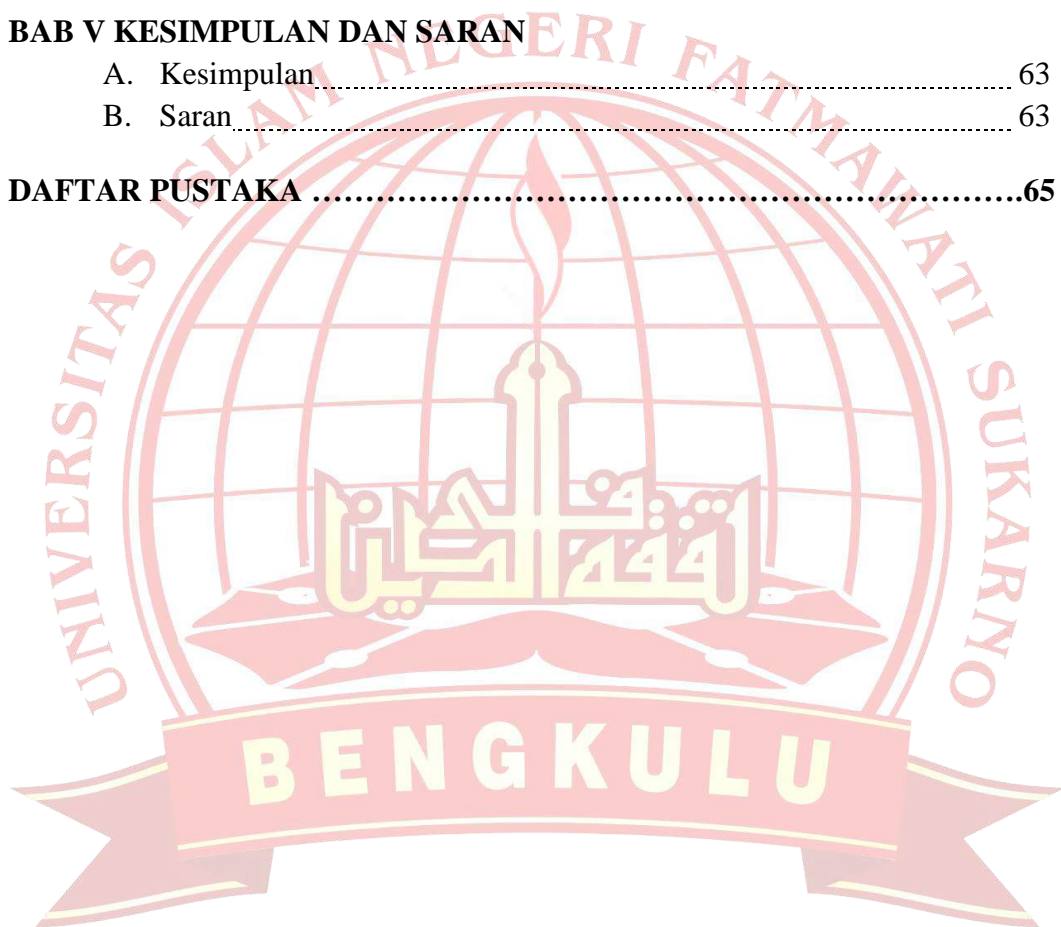 BAB V KESIMPULAN DAN SARAN
A. Kesimpulan 63
B. Saran 63
DAFTAR PUSTAKA ………………………………………………………….65
UNIVERSITAS ISLAM NEGERI FATMAWATI SUKARNO
BENGKULU